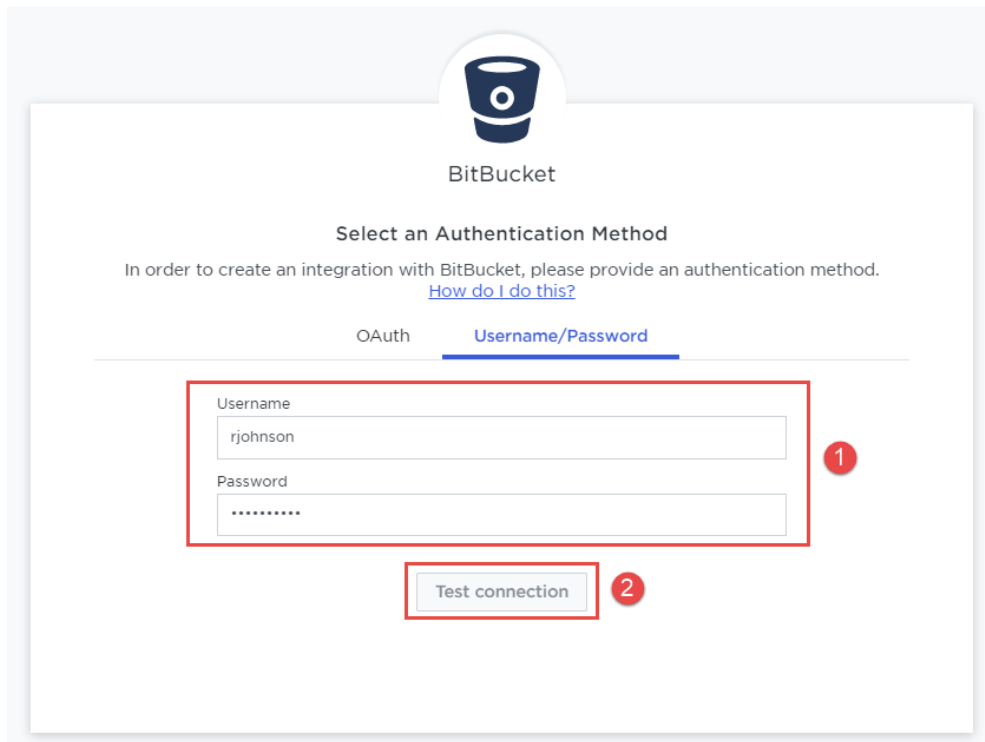 BitBucket
Select an Authentication Method
In order to create an integration with BitBucket, please provide an authentication method.
How do I do this?
OAuth Username/Password
Username
rjohnson
1
Password
••••••••••
Test connection 2